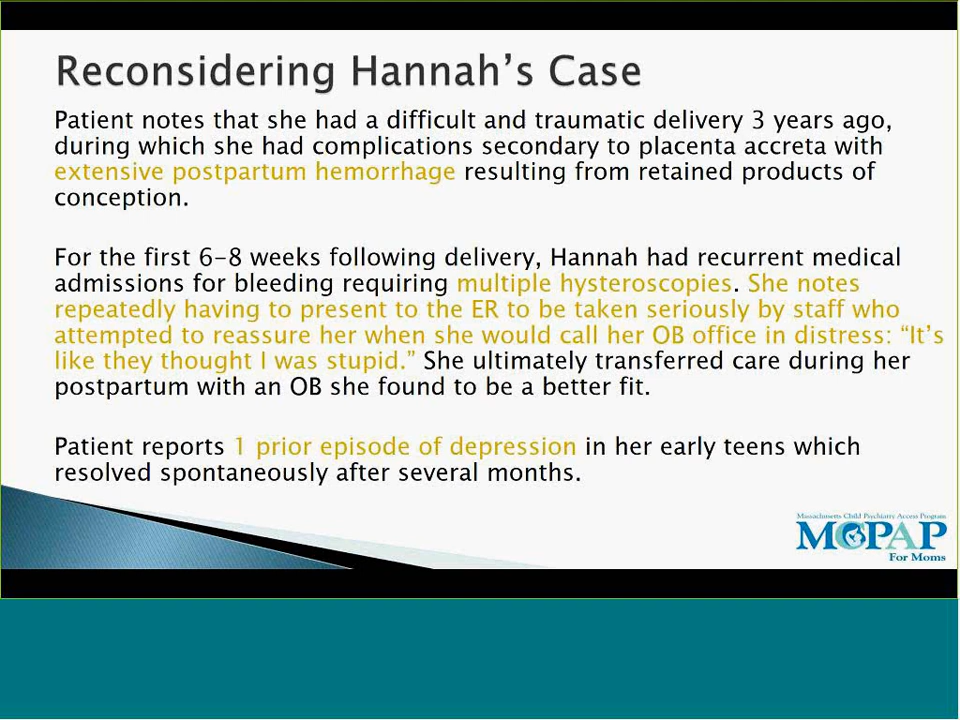 Reconsidering Hannah’s Case
Patient notes that she had a difficult and traumatic delivery 3 years ago,
during which she had complications secondary to placenta accreta with
extensive postpartum hemorrhage resulting from retained products of
conception.
For the first 6-8 weeks following delivery, Hannah had recurrent medical
admissions for bleeding requiring multiple hysteroscopies. She notes
repeatedly having to present to the ER to be taken seriously by staff who
attempted to reassure her when she would call her OB office in distress: “It’s
like they thought I was stupid.” She ultimately transferred care during her
postpartum with an OB she found to be a better fit.
Patient reports 1 prior episode of depression in her early teens which
resolved spontaneously after several months.
Massachusetts Child Psychiatry Access Program
MCPAP
For Moms